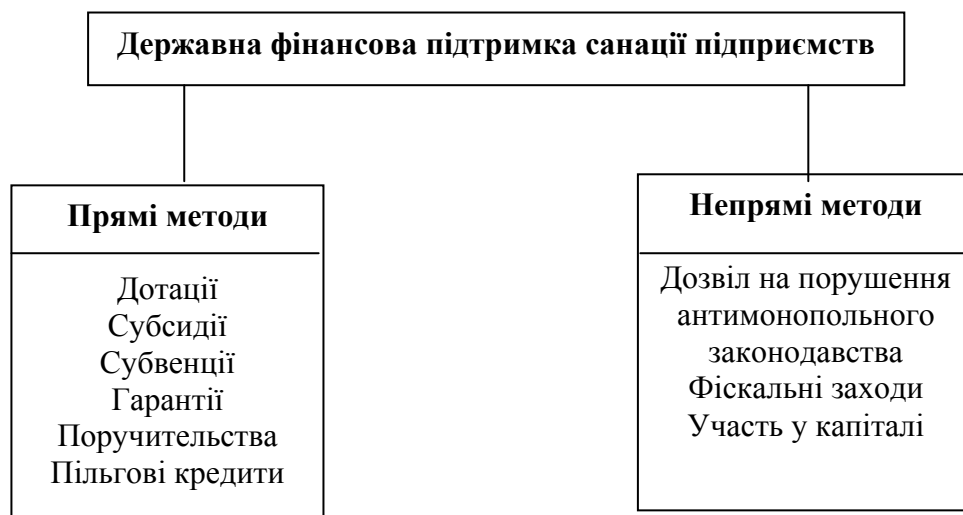 Державна фінансова підтримка санації підприємств
Прямі методи
Дотації
Субсидії
Субвенції
Гарантії
Поручительства
Пільгові кредити
Непрямі методи
Дозвіл на порушення
антимонопольного
законодавства
Фіскальні заходи
Участь у капіталі